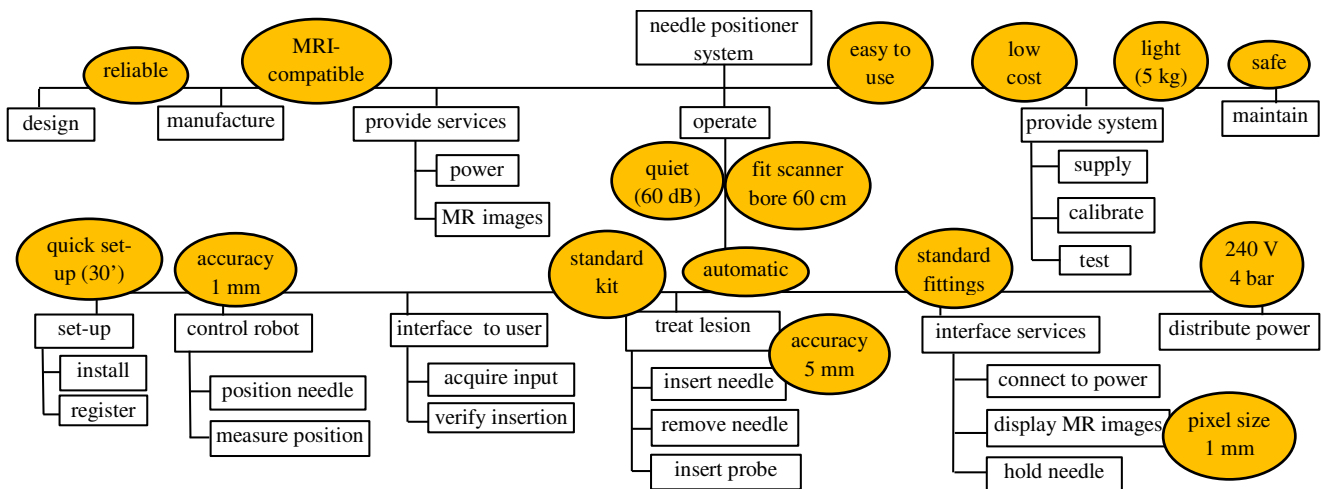 needle positioner
system
reliable
MRI-
compatible
easy to
use
low
cost
light
(5 kg)
safe
design
manufacture
provide services
operate
provide system
maintain
power
MR images
quiet
(60 dB)
fit scanner
bore 60 cm
supply
calibrate
test
quick set-
up (30’)
accuracy
1 mm
standard
kit
automatic
standard
fittings
240 V
4 bar
set-up
control robot
interface to user
treat lesion
interface services
distribute power
accuracy
5 mm
install
register
position needle
measure position
acquire input
verify insertion
insert needle
remove needle
insert probe
connect to power
display MR images
hold needle
pixel size
1 mm